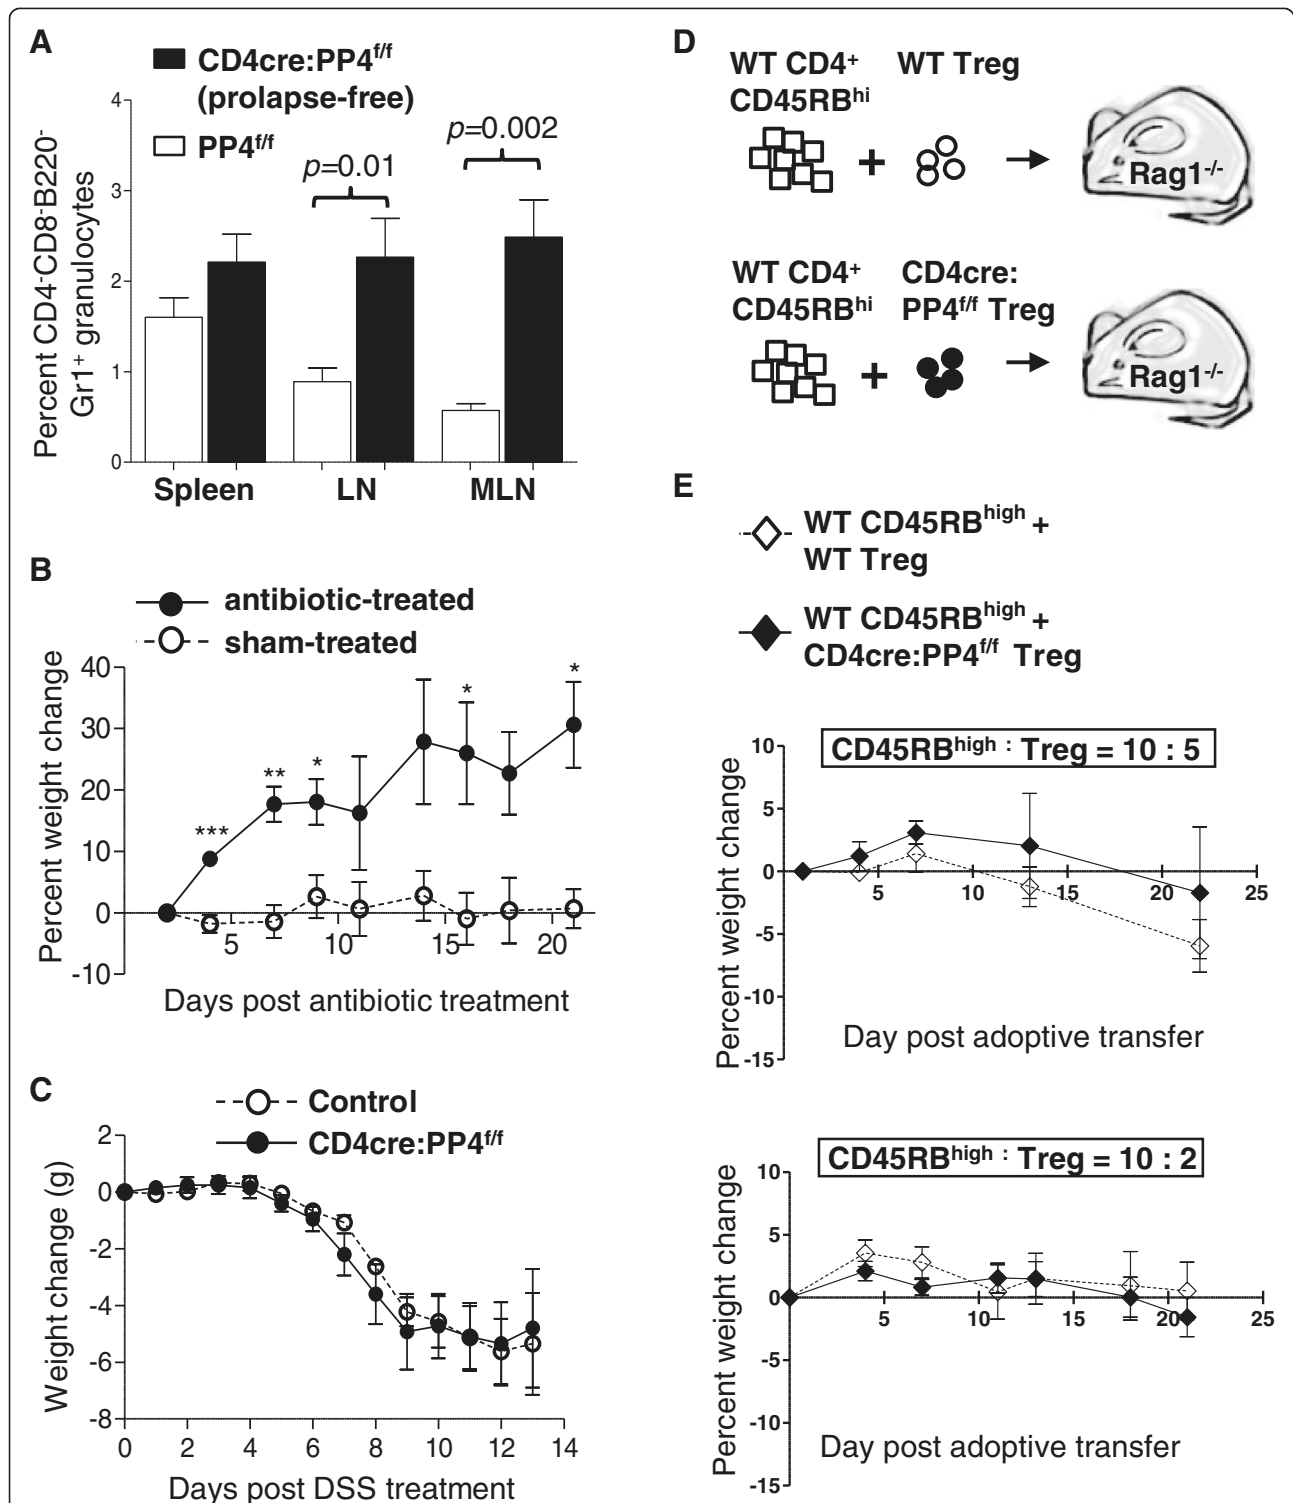 A
CD4cre:PP4f/f
(prolapse-free)
PP4f/f
p=0.01
p=0.002
Percent CD4-CD8-B220-
Gr1+ granulocytes
4
3
2
1
0
Spleen LN MLN
B
antibiotic-treated
sham-treated
Percent weight change
40
30
20
10
0
-10
*** ** * * *
5 10 15 20
Days post antibiotic treatment
C
Control
CD4cre:PP4f/f
Weight change (g)
2
0
-2
-4
-6
-8
0 2 4 6 8 10 12 14
Days post DSS treatment
D
WT CD4+
CD45RBhi
+
WT Treg
Rag1-/-
WT CD4+
CD45RBhi
+
CD4cre:
PP4f/f Treg
Rag1-/-
E
WT CD45RBhigh +
WT Treg
WT CD45RBhigh +
CD4cre:PP4f/f Treg
CD45RBhigh : Treg = 10 : 5
Percent weight change
10
5
0
-5
-10
-15
5 10 15 20 25
Day post adoptive transfer
CD45RBhigh : Treg = 10 : 2
Percent weight change
10
5
0
-5
-10
-15
5 10 15 20 25
Day post adoptive transfer